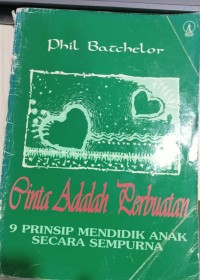 Phil Batchelor
Cinta Adalah Perbuatan
9 PRINSIP MENDIDIK ANAK
SECARA SEMPURNA